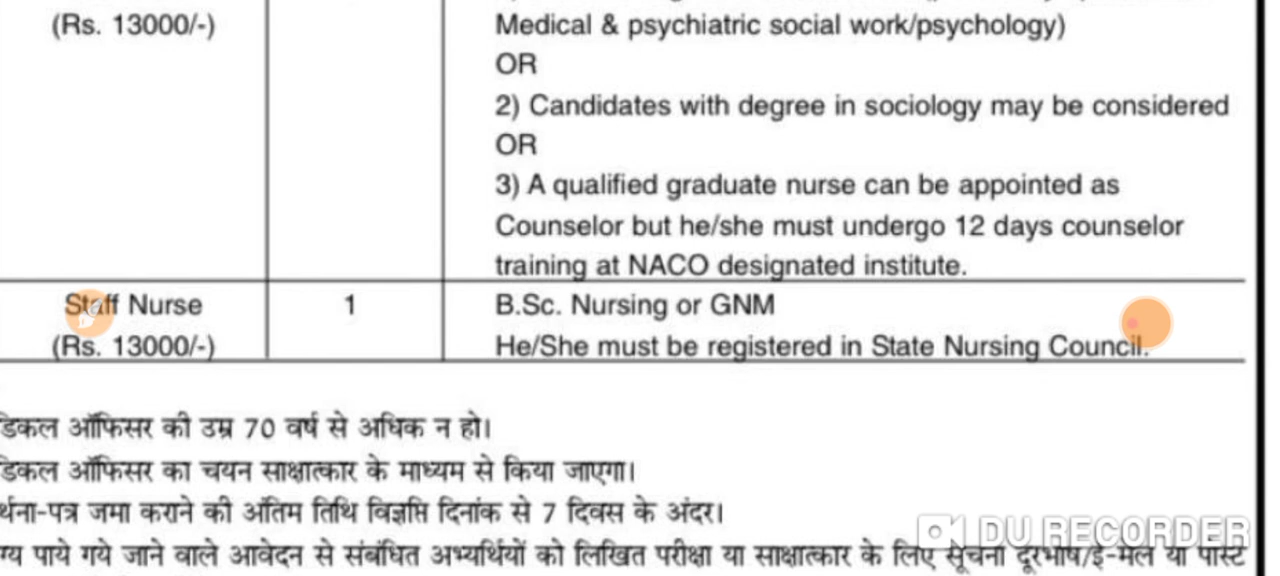 (Rs. 13000/-)
Medical & psychiatric social work/psychology)
OR
2) Candidates with degree in sociology may be considered
OR
3) A qualified graduate nurse can be appointed as
Counselor but he/she must undergo 12 days counselor
training at NACO designated institute.
Staff Nurse 1 B.Sc. Nursing or GNM
(Rs. 13000/-) He/She must be registered in State Nursing Council.
डिकल ऑफिसर की उम्र 70 वर्ष से अधिक न हो।
डिकल ऑफिसर का चयन साक्षात्कार के माध्यम से किया जाएगा।
र्थना-पत्र जमा कराने की अंतिम तिथि विज्ञप्ति दिनांक से 7 दिवस के अंदर।
ग्य पाये गये जाने वाले आवेदन से संबंधित अभ्यर्थियों को लिखित परीक्षा या साक्षात्कार के लिए सूचना दूरभाष/ई-मेल या पोस्ट
DU RECORDER